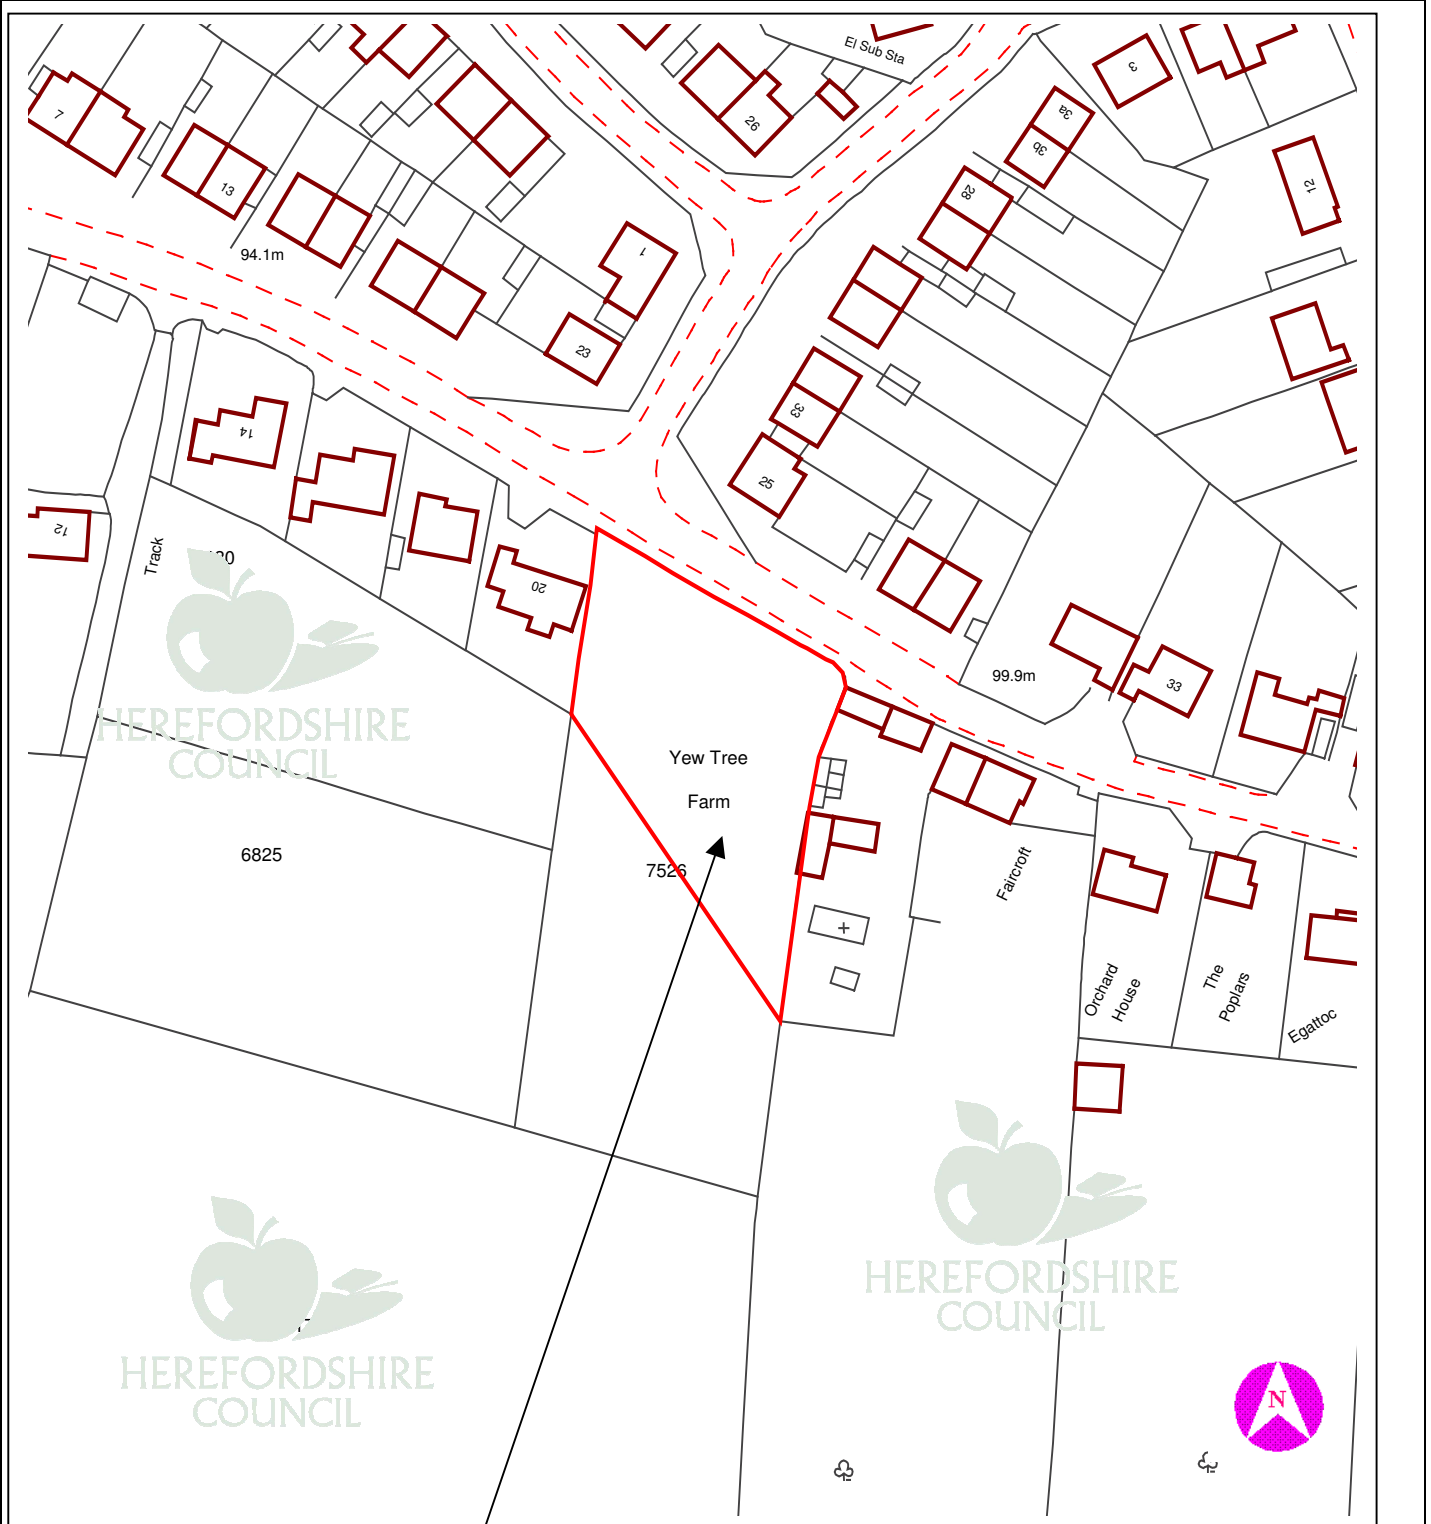 El Sub Sta
3
7
26
3a
3b
13
28
12
94.1m
1
23
33
14
25
12
Track
20
99.9m
33
HEREFORDSHIRE
COUNCIL
Yew Tree
Farm
6825
7526
Faircroft
Orchard
House
The
Poplars
Egattoc
HEREFORDSHIRE
COUNCIL
HEREFORDSHIRE
COUNCIL
N